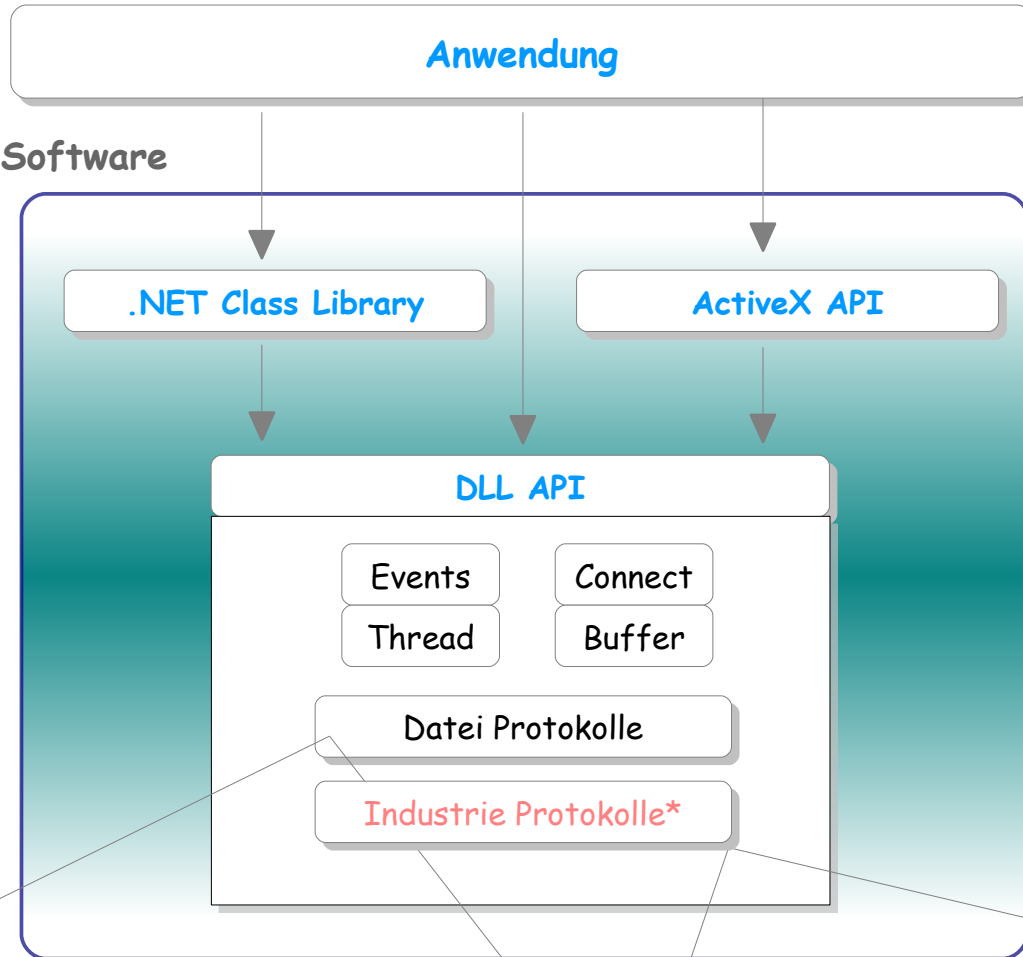 Anwendung
Software
.NET Class Library
ActiveX API
DLL API
Events
Connect
Thread
Buffer
Datei Protokolle
Industrie Protokolle*